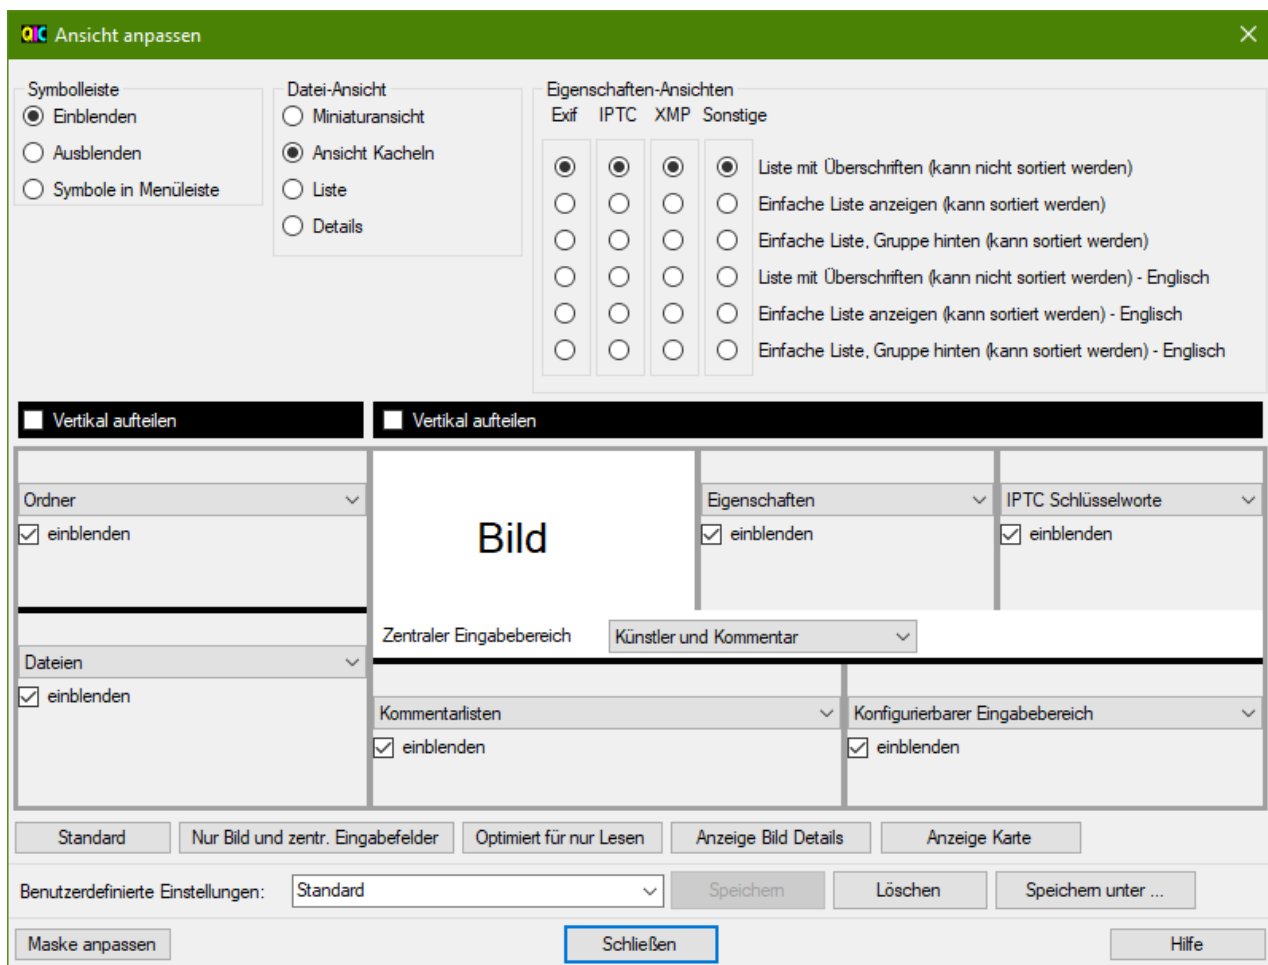 QIC Ansicht anpassen
Symbolleiste
Einblenden
Ausblenden
Symbole in Menüleiste
Datei-Ansicht
Miniaturansicht
Ansicht Kacheln
Liste
Details
Eigenschaften-Ansichten
Exif IPTC XMP Sonstige
Liste mit Überschriften (kann nicht sortiert werden)
Einfache Liste anzeigen (kann sortiert werden)
Einfache Liste, Gruppe hinten (kann sortiert werden)
Liste mit Überschriften (kann nicht sortiert werden) - Englisch
Einfache Liste anzeigen (kann sortiert werden) - Englisch
Einfache Liste, Gruppe hinten (kann sortiert werden) - Englisch
Vertikal aufteilen
Vertikal aufteilen
Ordner
einblenden
Dateien
einblenden
Bild
Eigenschaften
einblenden
IPTC Schlüsselworte
einblenden
Zentraler Eingabebereich Künstler und Kommentar
Kommentarlisten
einblenden
Konfigurierbarer Eingabebereich
einblenden
Standard Nur Bild und zentr. Eingabefelder Optimiert für nur Lesen Anzeige Bild Details Anzeige Karte
Benutzerdefinierte Einstellungen: Standard Speichern Löschen Speichern unter ...
Maske anpassen Schließen Hilfe